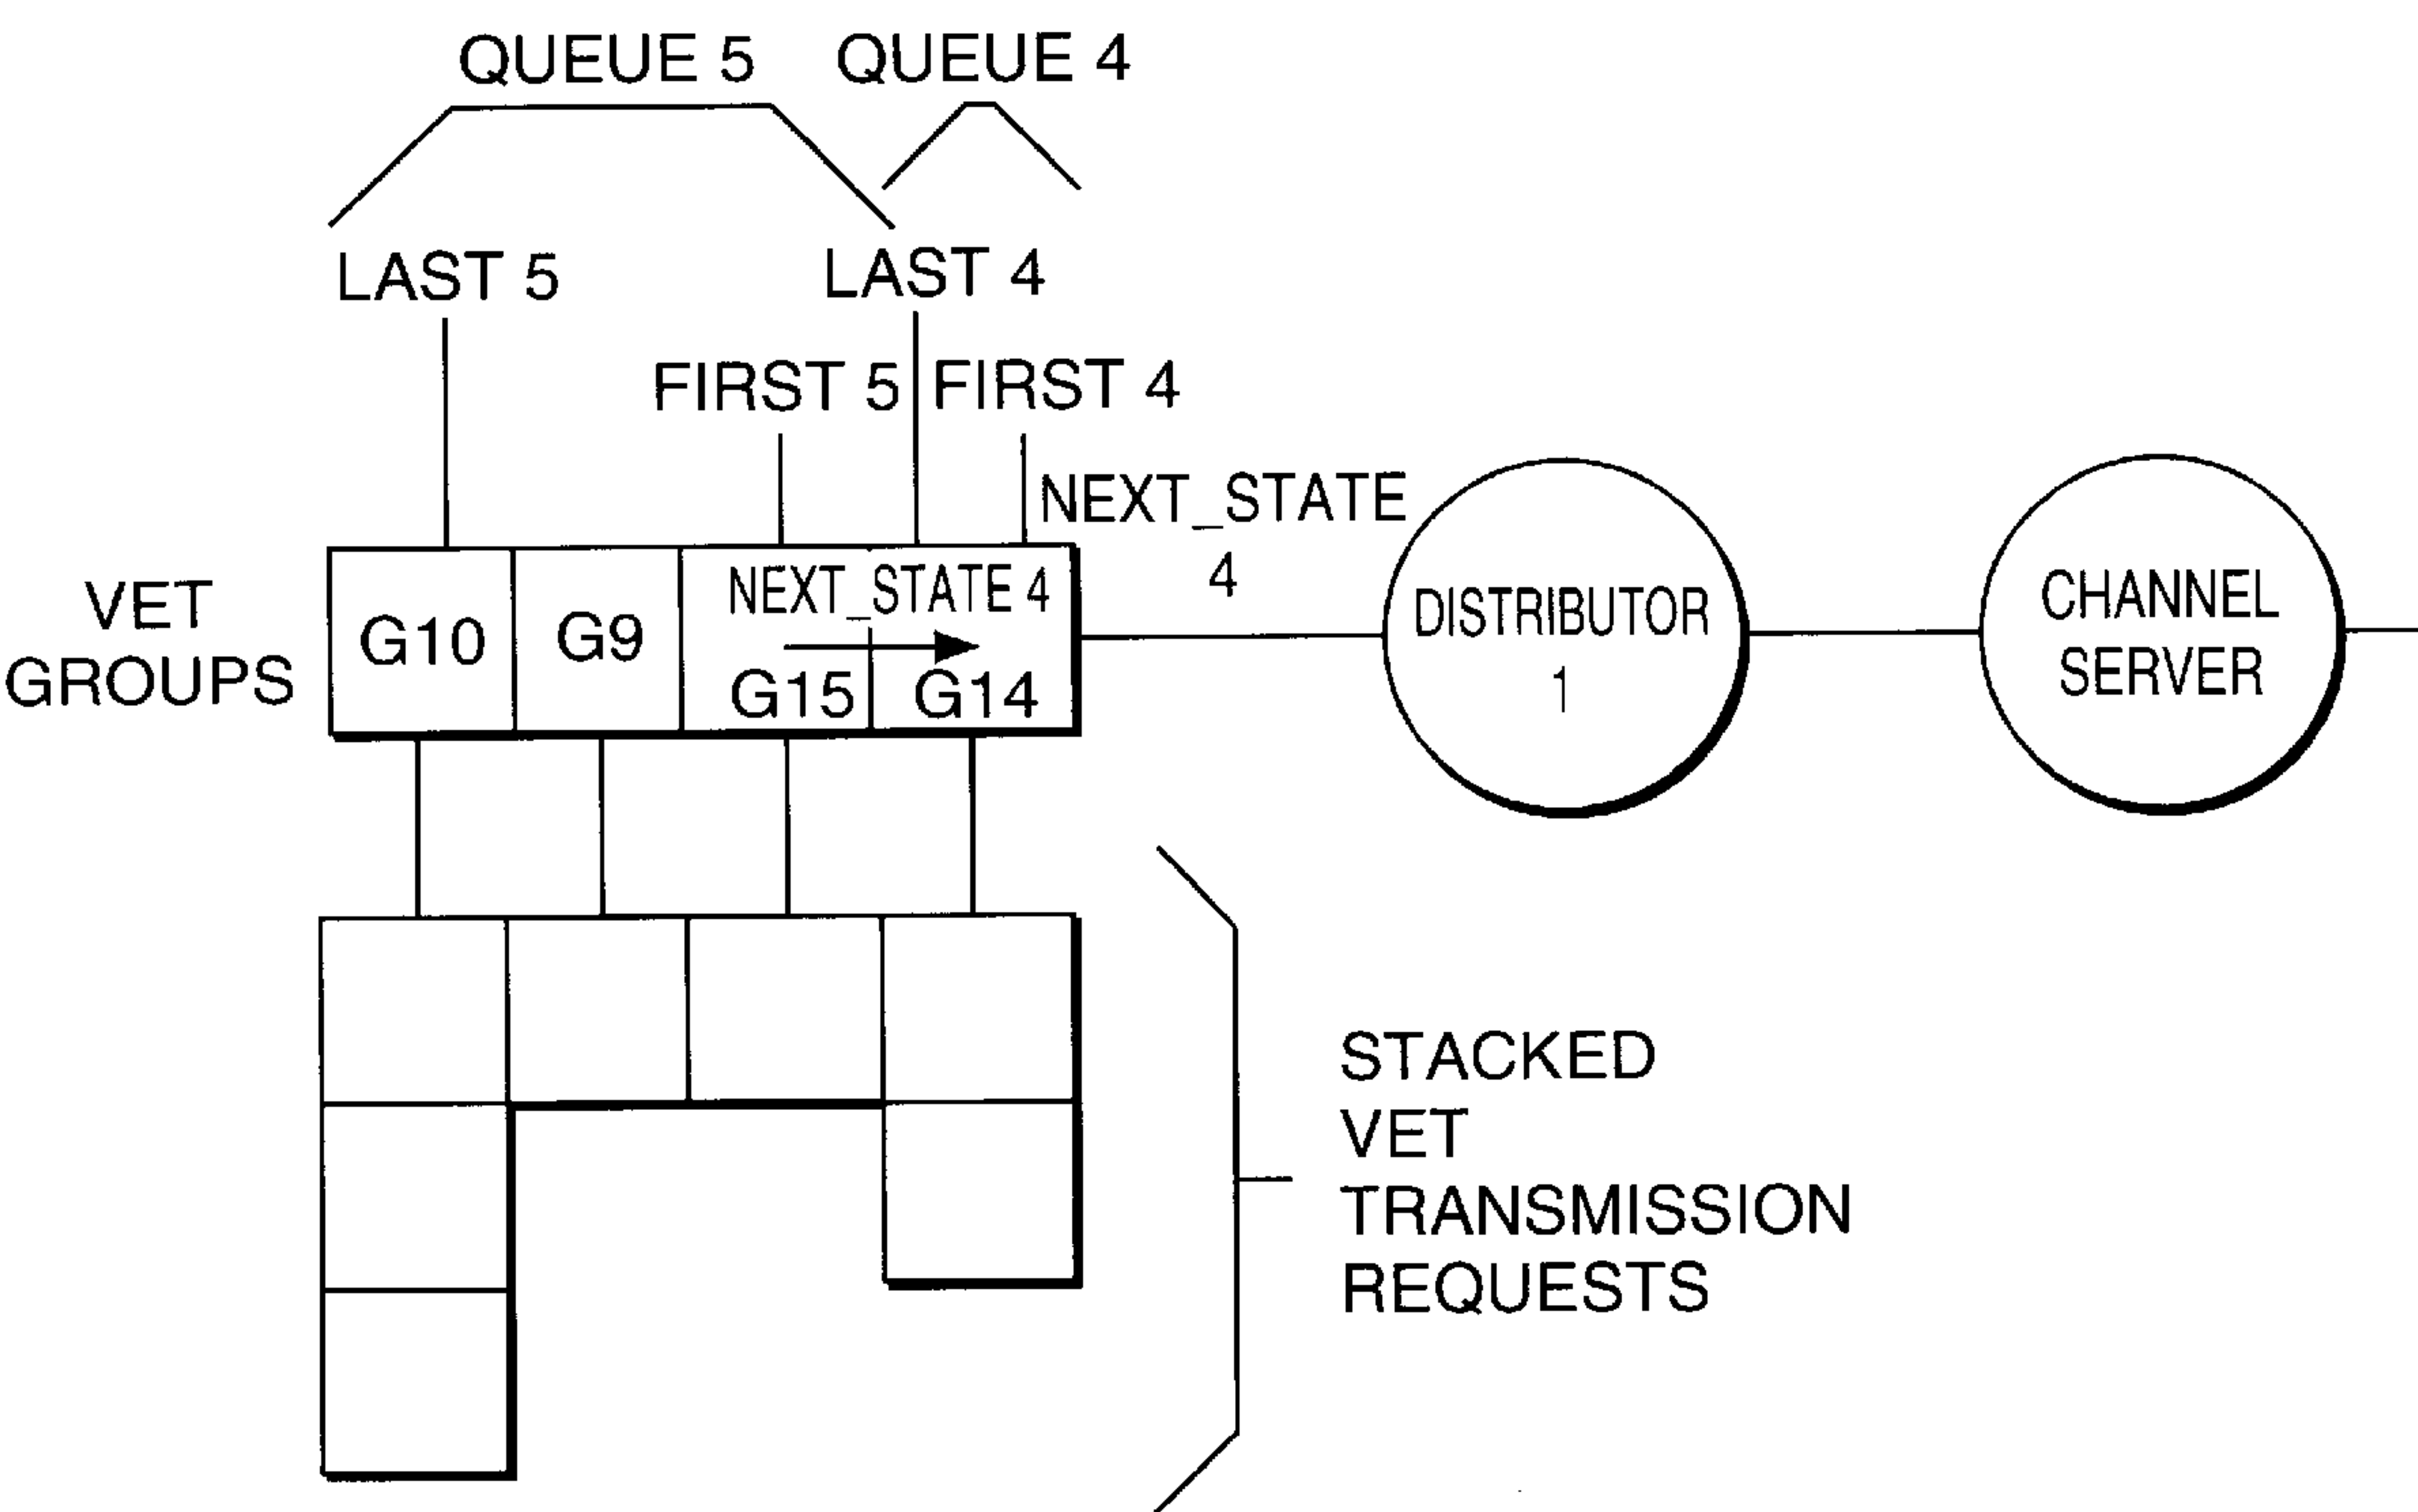 QUEUE 5 QUEUE 4
LAST 5 LAST 4
FIRST 5 FIRST 4
NEXT_STATE
4
VET
GROUPS
G10 G9
NEXT_STATE 4
G15 G14
DISTRIBUTOR
1
CHANNEL
SERVER
STACKED
VET
TRANSMISSION
REQUESTS